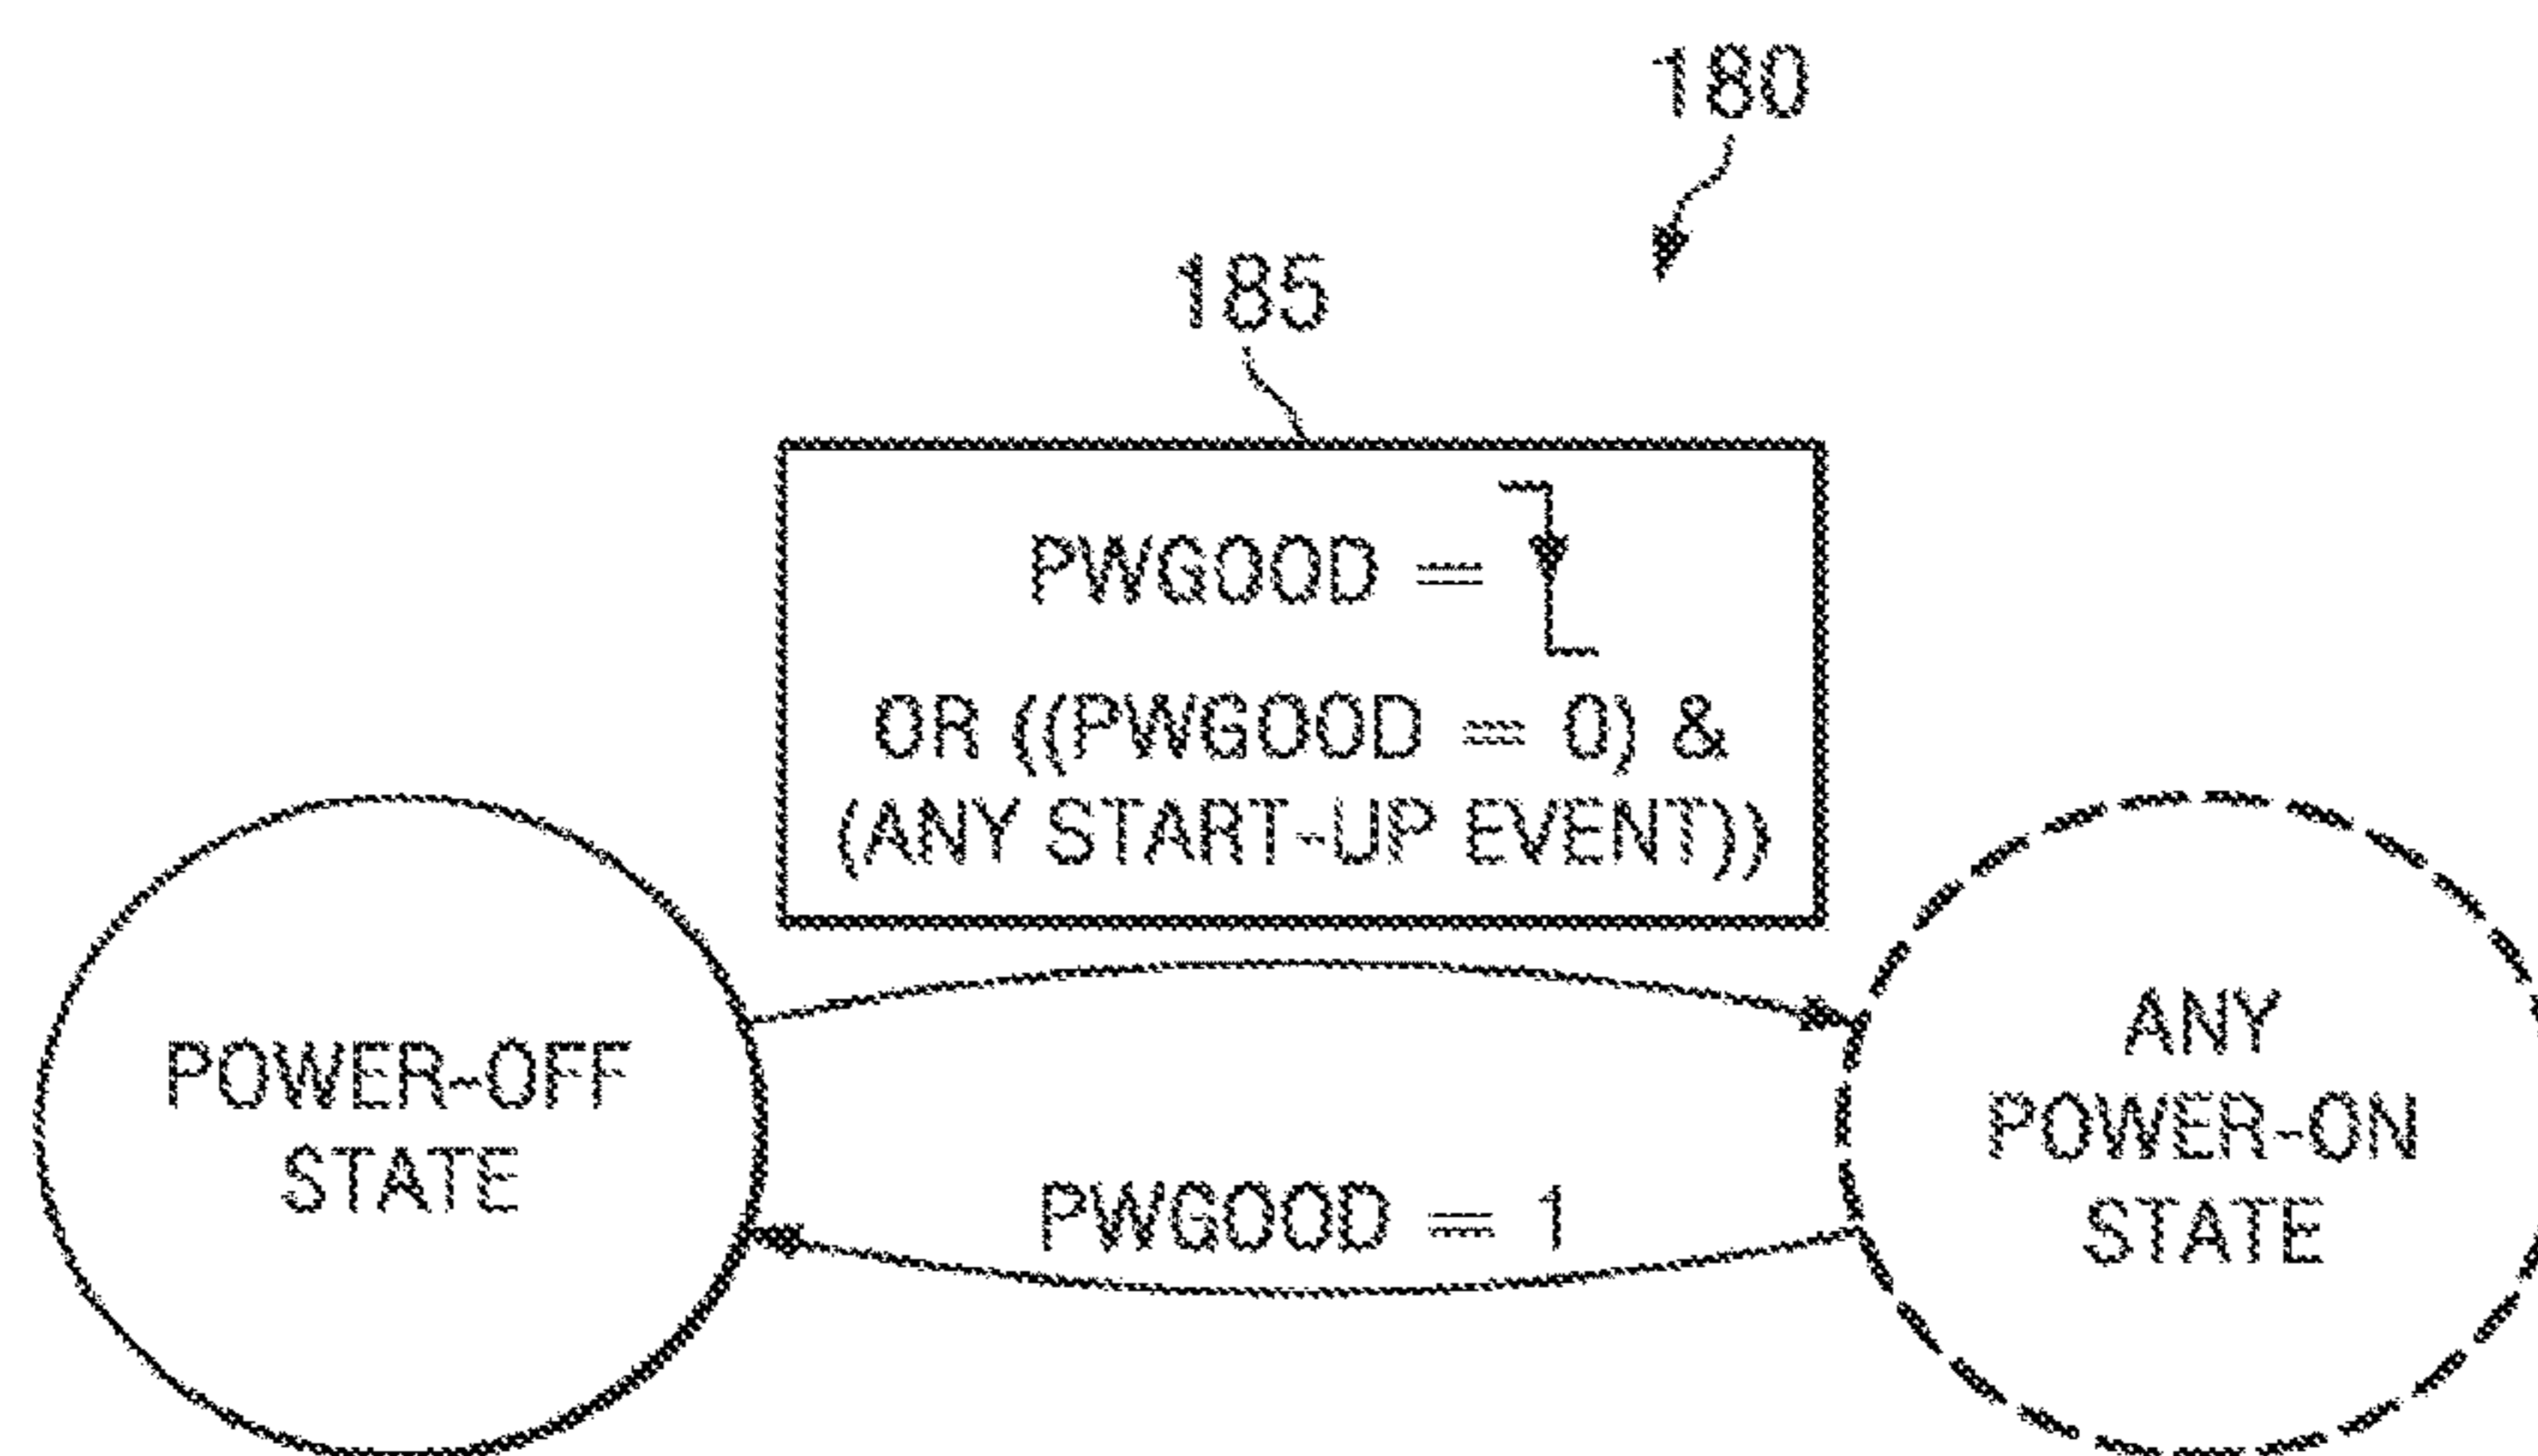 180
185
PWGOOD =
OR ((PWGOOD = 0) &
(ANY START-UP EVENT))
POWER-OFF
STATE
ANY
POWER-ON
STATE
PWGOOD = 1